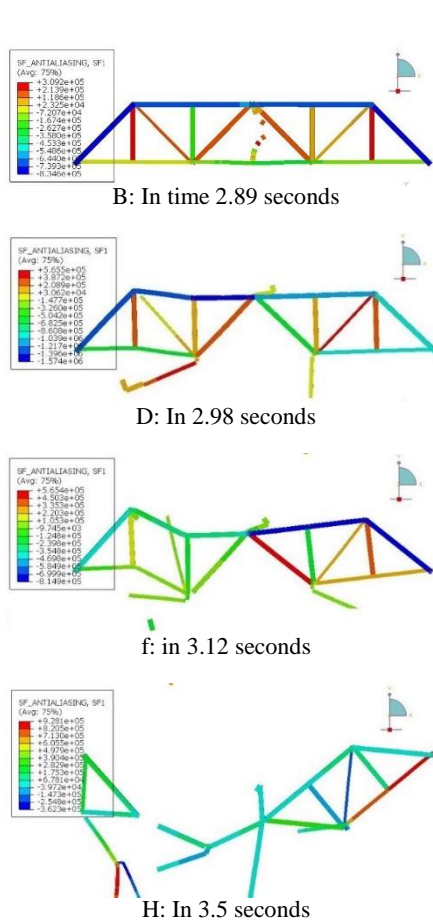 SF_ANTIALIASING, SF1
(Avg: 75%)
+3.092e+05
+2.139e+05
+1.186e+05
+2.325e+04
-7.207e+04
-1.674e+05
-2.627e+05
-3.580e+05
-4.533e+05
-5.486e+05
-6.440e+05
-7.393e+05
-8.346e+05
B: In time 2.89 seconds
SF_ANTIALIASING, SF1
(Avg: 75%)
+5.655e+05
+3.872e+05
+2.089e+05
+3.062e+04
-1.477e+05
-3.260e+05
-5.042e+05
-6.825e+05
-8.608e+05
-1.039e+06
-1.217e+06
-1.396e+06
-1.574e+06
D: In 2.98 seconds
SF_ANTIALIASING, SF1
(Avg: 75%)
+5.654e+05
+4.503e+05
+3.353e+05
+2.203e+05
+1.053e+05
-9.745e+03
-1.248e+05
-2.398e+05
-3.548e+05
-4.698e+05
-5.849e+05
-6.999e+05
-8.149e+05
f: in 3.12 seconds
SF_ANTIALIASING, SF1
(Avg: 75%)
+9.281e+05
+8.205e+05
+7.130e+05
+6.055e+05
+4.979e+05
+3.904e+05
+2.829e+05
+1.753e+05
+6.781e+04
-3.972e+04
-1.473e+05
-2.548e+05
-3.623e+05
H: In 3.5 seconds